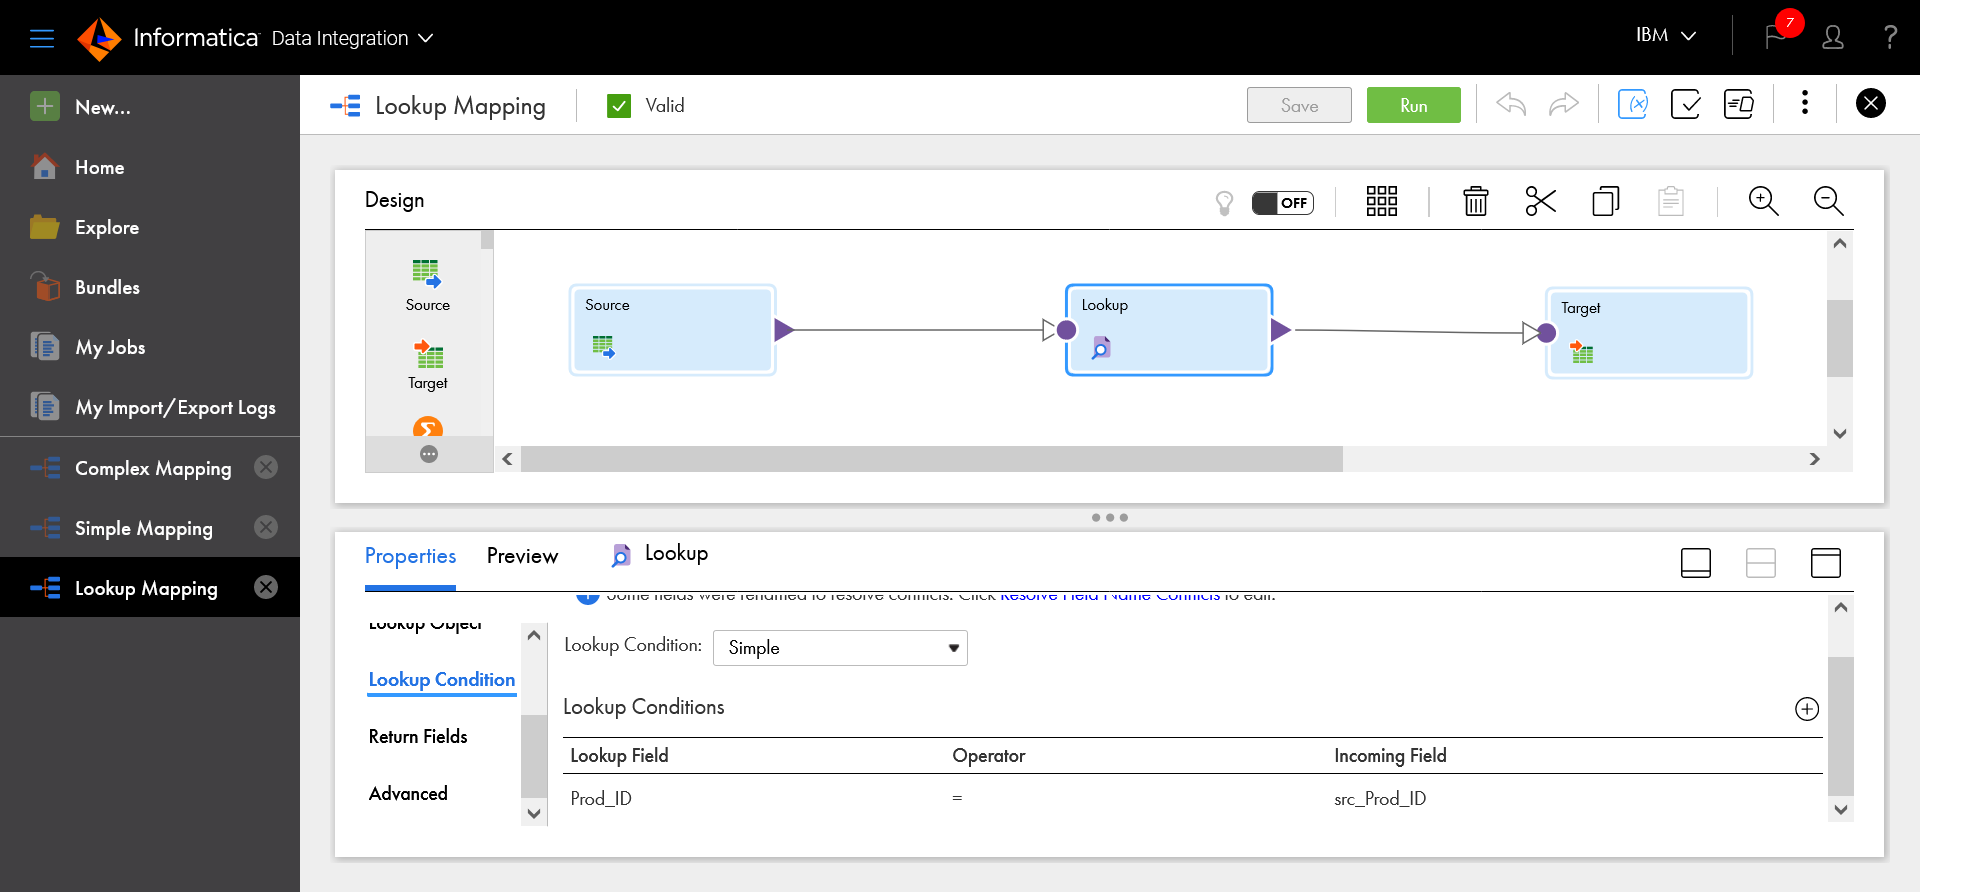 Informatica Data Integration
IBM
7
?
New...
Home
Explore
Bundles
My Jobs
My Import/Export Logs
Complex Mapping
Simple Mapping
Lookup Mapping
Lookup Mapping
Valid
Save
Run
Design
OFF
Source
Target
Source
Lookup
Target
Properties
Preview
Lookup
Some fields were renamed to resolve conflicts. Click Resolve Field Name Conflicts to edit.
Lookup Object
Lookup Condition
Return Fields
Advanced
Lookup Condition: Simple
Lookup Conditions
Lookup Field Operator Incoming Field
Prod_ID = src_Prod_ID